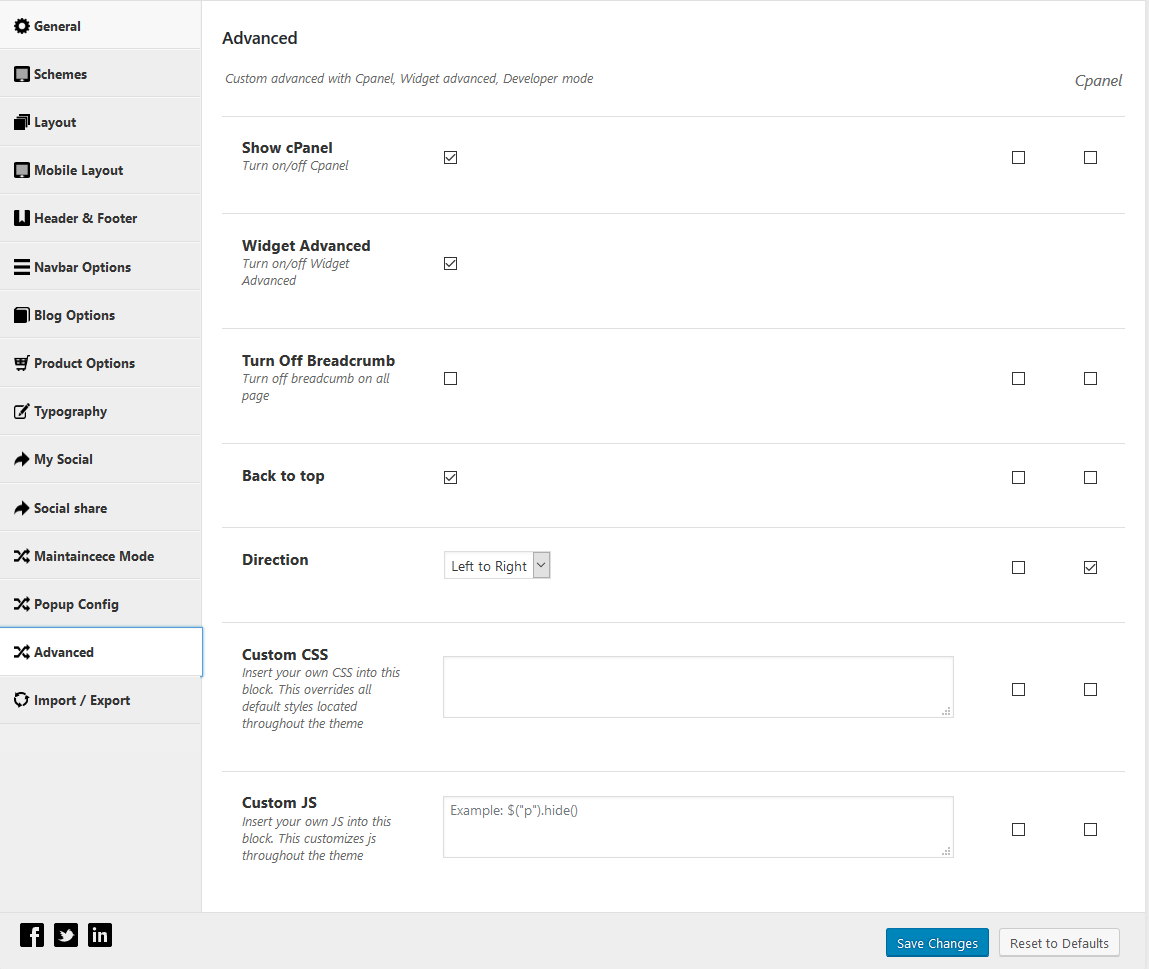 General
Schemes
Layout
Mobile Layout
Header & Footer
Navbar Options
Blog Options
Product Options
Typography
My Social
Social share
Maintaincece Mode
Popup Config
Advanced
Import / Export
Advanced
Custom advanced with Cpanel, Widget advanced, Developer mode
Cpanel
Show cPanel
Turn on/off Cpanel
Widget Advanced
Turn on/off Widget
Advanced
Turn Off Breadcrumb
Turn off breadcumb on all
page
Back to top
Direction
Left to Right
Custom CSS
Insert your own CSS into this
block. This overrides all
default styles located
throughout the theme
Custom JS
Insert your own JS into this
block. This customizes js
throughout the theme
Example: $("p").hide()
Save Changes
Reset to Defaults